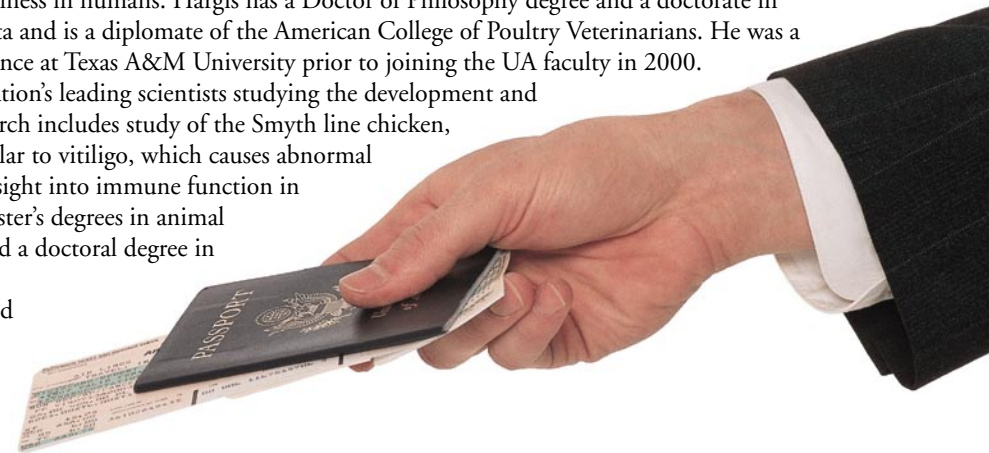 ness in humans. Hargis has a Doctor of Philosophy degree and a doctorate in
ta and is a diplomate of the American College of Poultry Veterinarians. He was a
ence at Texas A&M University prior to joining the UA faculty in 2000.
ation's leading scientists studying the development and
arch includes study of the Smyth line chicken,
lar to vitiligo, which causes abnormal
sight into immune function in
ster's degrees in animal
d a doctoral degree in
d
PASSPORT